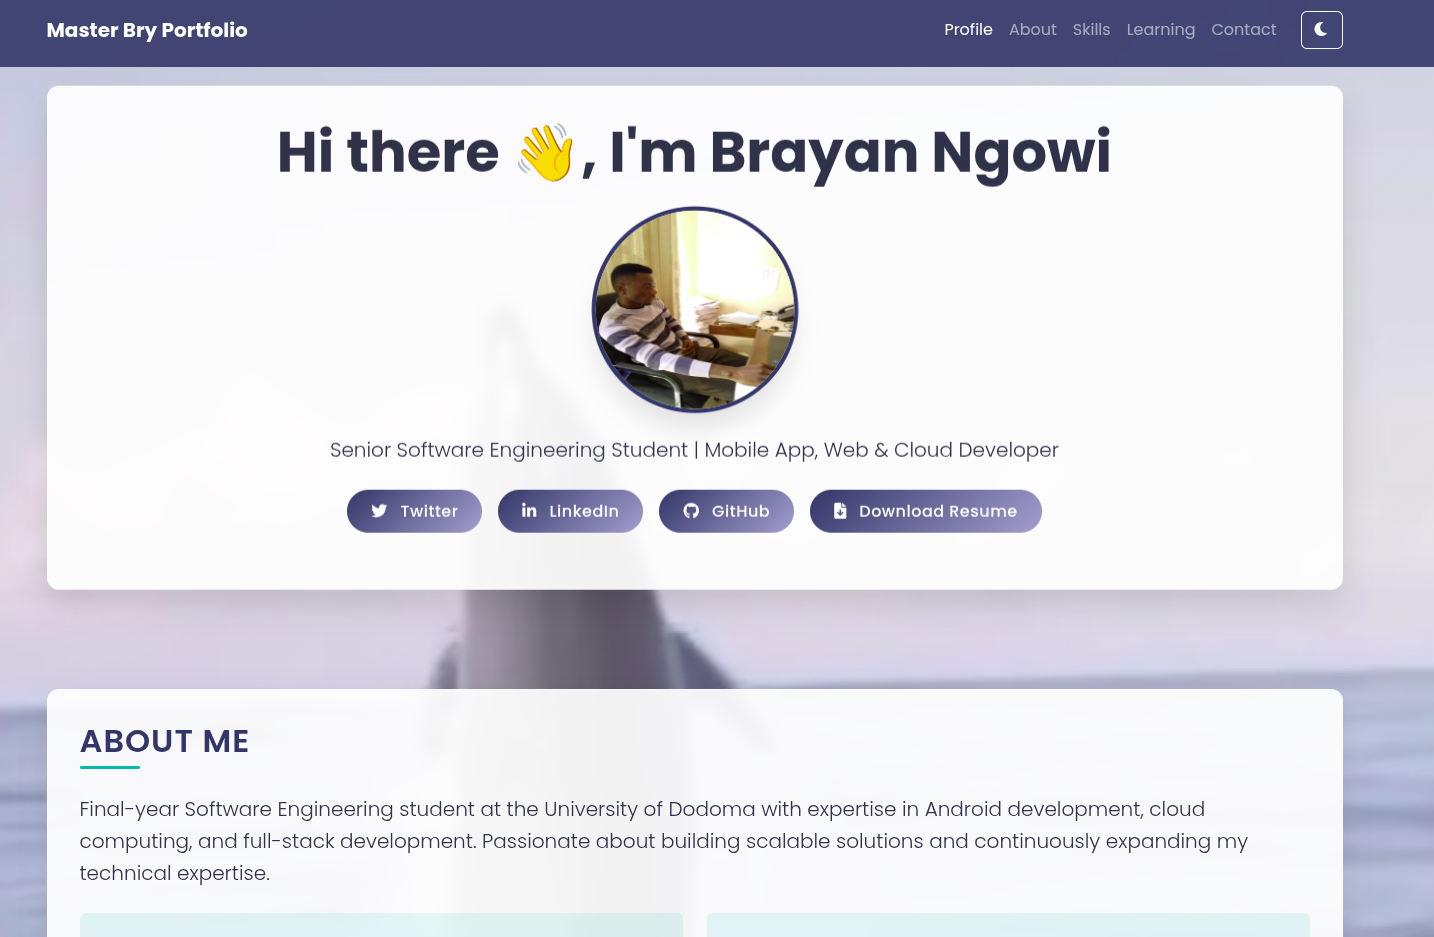 Master Bry Portfolio
Profile About Skills Learning Contact
Hi there 👋, I'm Brayan Ngowi
Senior Software Engineering Student | Mobile App, Web & Cloud Developer
Twitter LinkedIn GitHub Download Resume
ABOUT ME
Final-year Software Engineering student at the University of Dodoma with expertise in Android development, cloud
computing, and full-stack development. Passionate about building scalable solutions and continuously expanding my
technical expertise.